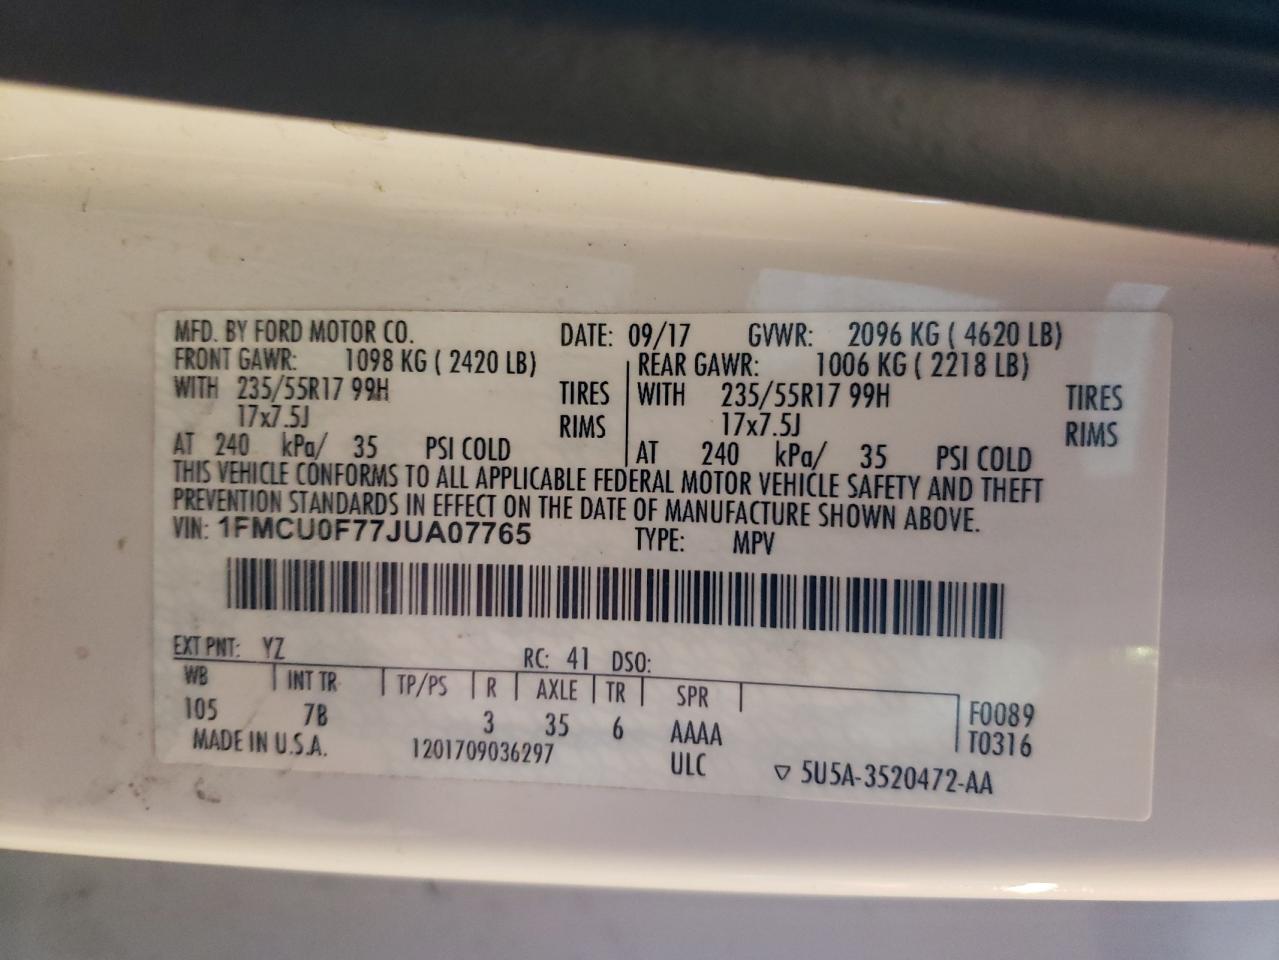 MFD. BY FORD MOTOR CO. DATE: 09/17 GVWR: 2096 KG ( 4620 LB)
FRONT GAWR: 1098 KG ( 2420 LB) REAR GAWR: 1006 KG ( 2218 LB)
WITH 235/55R17 99H TIRES WITH 235/55R17 99H TIRES
17x7.5J RIMS 17x7.5J RIMS
AT 240 kPa/ 35 PSI COLD AT 240 kPa/ 35 PSI COLD
THIS VEHICLE CONFORMS TO ALL APPLICABLE FEDERAL MOTOR VEHICLE SAFETY AND THEFT
PREVENTION STANDARDS IN EFFECT ON THE DATE OF MANUFACTURE SHOWN ABOVE.
VIN: 1FMCU0F77JUA07765 TYPE: MPV
EXT PNT: YZ RC: 41 DSO:
WB INT TR TP/PS R AXLE TR SPR
105 7B 3 35 6 AAAA F0089
MADE IN U.S.A. 1201709036297 ULC T0316
▽ 5U5A-3520472-AA